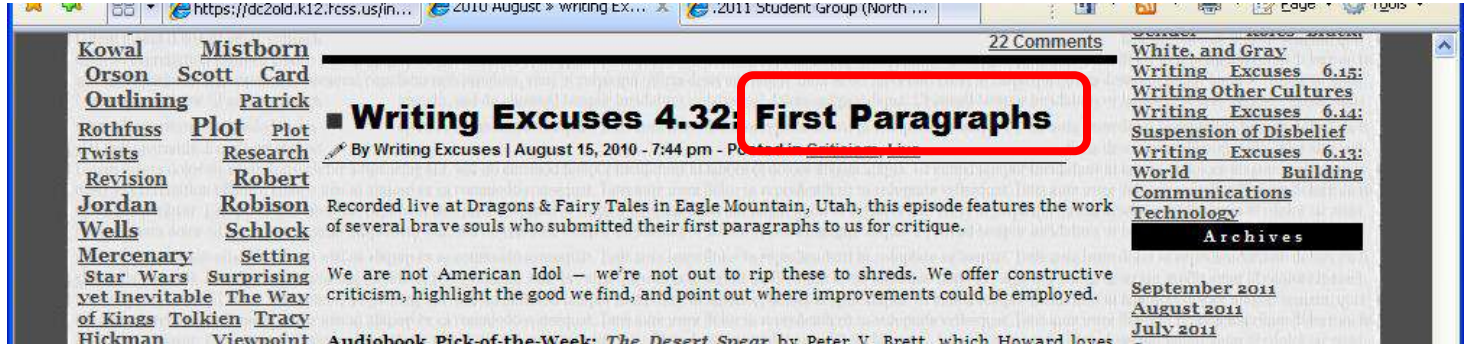 https://dc2old.k12.fcss.us/in...
2010 August » Writing Ex...
.2011 Student Group (North ...
Page
Tools
Kowal Mistborn
Orson Scott Card
Outlining Patrick
Rothfuss Plot Plot
Twists Research
Revision Robert
Jordan Robison
Wells Schlock
Mercenary Setting
Star Wars Surprising
yet Inevitable The Way
of Kings Tolkien Tracy
Hickman Viewpoint
22 Comments
Writing Excuses 4.32: First Paragraphs
By Writing Excuses | August 15, 2010 - 7:44 pm - Posted in Criticism, Live
Recorded live at Dragons & Fairy Tales in Eagle Mountain, Utah, this episode features the work
of several brave souls who submitted their first paragraphs to us for critique.
We are not American Idol – we're not out to rip these to shreds. We offer constructive
criticism, highlight the good we find, and point out where improvements could be employed.
Audiobook Pick-of-the-Week: The Desert Spear by Peter V. Brett, which Howard loves
Gender Roles Black,
White, and Gray
Writing Excuses 6.15:
Writing Other Cultures
Writing Excuses 6.14:
Suspension of Disbelief
Writing Excuses 6.13:
World Building
Communications
Technology
Archives
September 2011
August 2011
July 2011